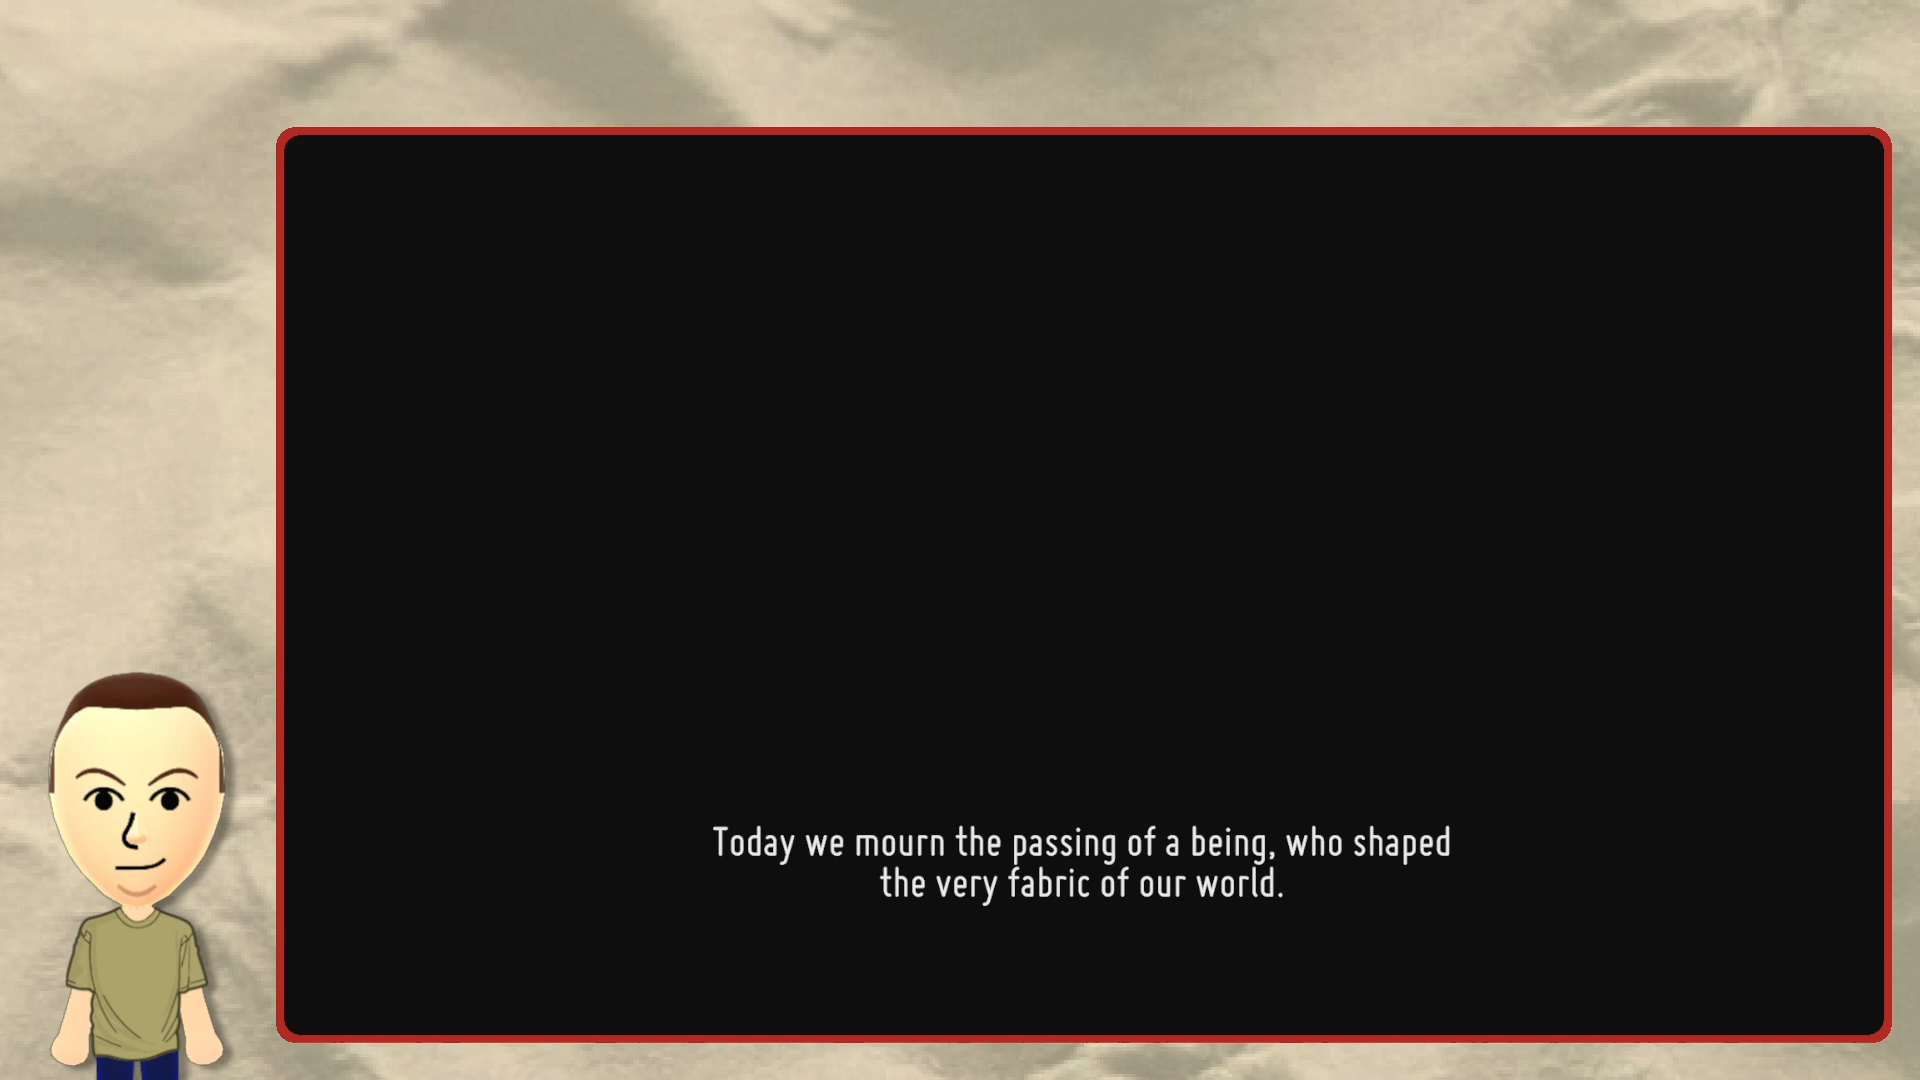 Today we mourn the passing of a being, who shaped
the very fabric of our world.